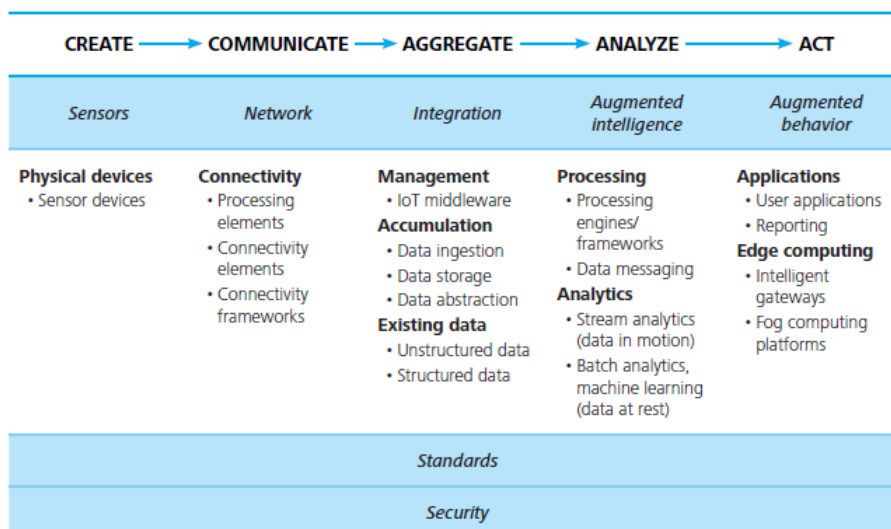 CREATE COMMUNICATE AGGREGATE ANALYZE ACT
Sensors
Network
Integration
Augmented
intelligence
Augmented
behavior
Physical devices
• Sensor devices
Connectivity
• Processing
elements
• Connectivity
elements
• Connectivity
frameworks
Management
• IoT middleware
Accumulation
• Data ingestion
• Data storage
• Data abstraction
Existing data
• Unstructured data
• Structured data
Processing
• Processing
engines/
frameworks
• Data messaging
Analytics
• Stream analytics
(data in motion)
• Batch analytics,
machine learning
(data at rest)
Applications
• User applications
• Reporting
Edge computing
• Intelligent
gateways
• Fog computing
platforms
Standards
Security